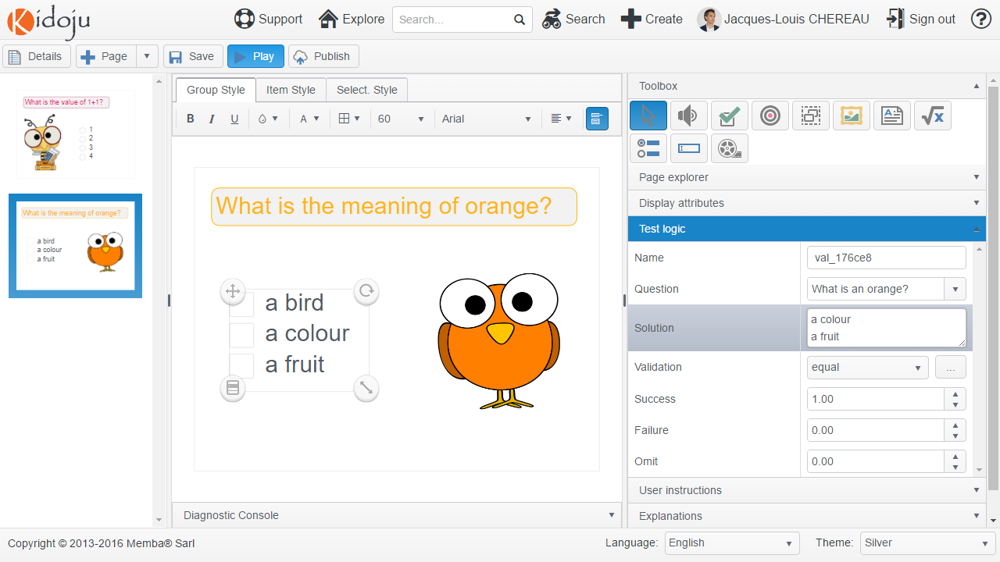 Kidoju
Support
Explore
Search...
Search
Create
Jacques-Louis CHEREAU
Sign out
Details
Page
Save
Play
Publish
What is the value of 1+1?
1
2
3
4
What is the meaning of orange?
a bird
a colour
a fruit
Group Style
Item Style
Select. Style
B
I
U
A
60
Arial
What is the meaning of orange?
a bird
a colour
a fruit
Diagnostic Console
Toolbox
Page explorer
Display attributes
Test logic
Name
val_176ce8
Question
What is an orange?
Solution
a colour
a fruit
Validation
equal
...
Success
1.00
Failure
0.00
Omit
0.00
User instructions
Explanations
Copyright © 2013-2016 Memba® Sarl
Language:
English
Theme:
Silver